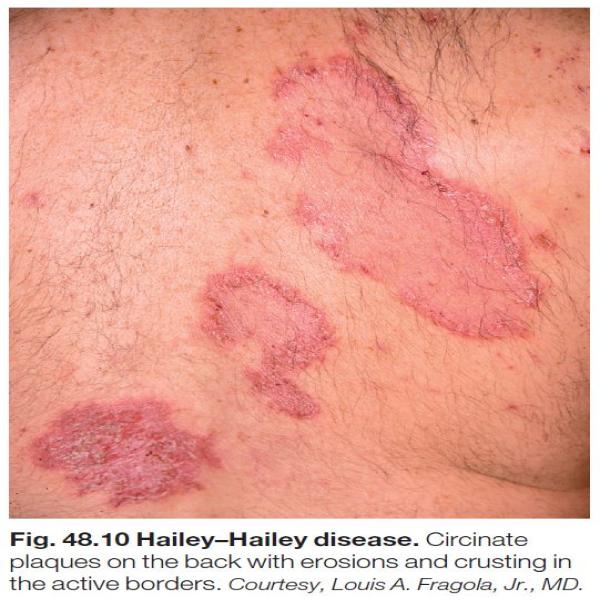 Fig. 48.10 Hailey–Hailey disease. Circinate
plaques on the back with erosions and crusting in
the active borders. Courtesy, Louis A. Fragola, Jr., MD.